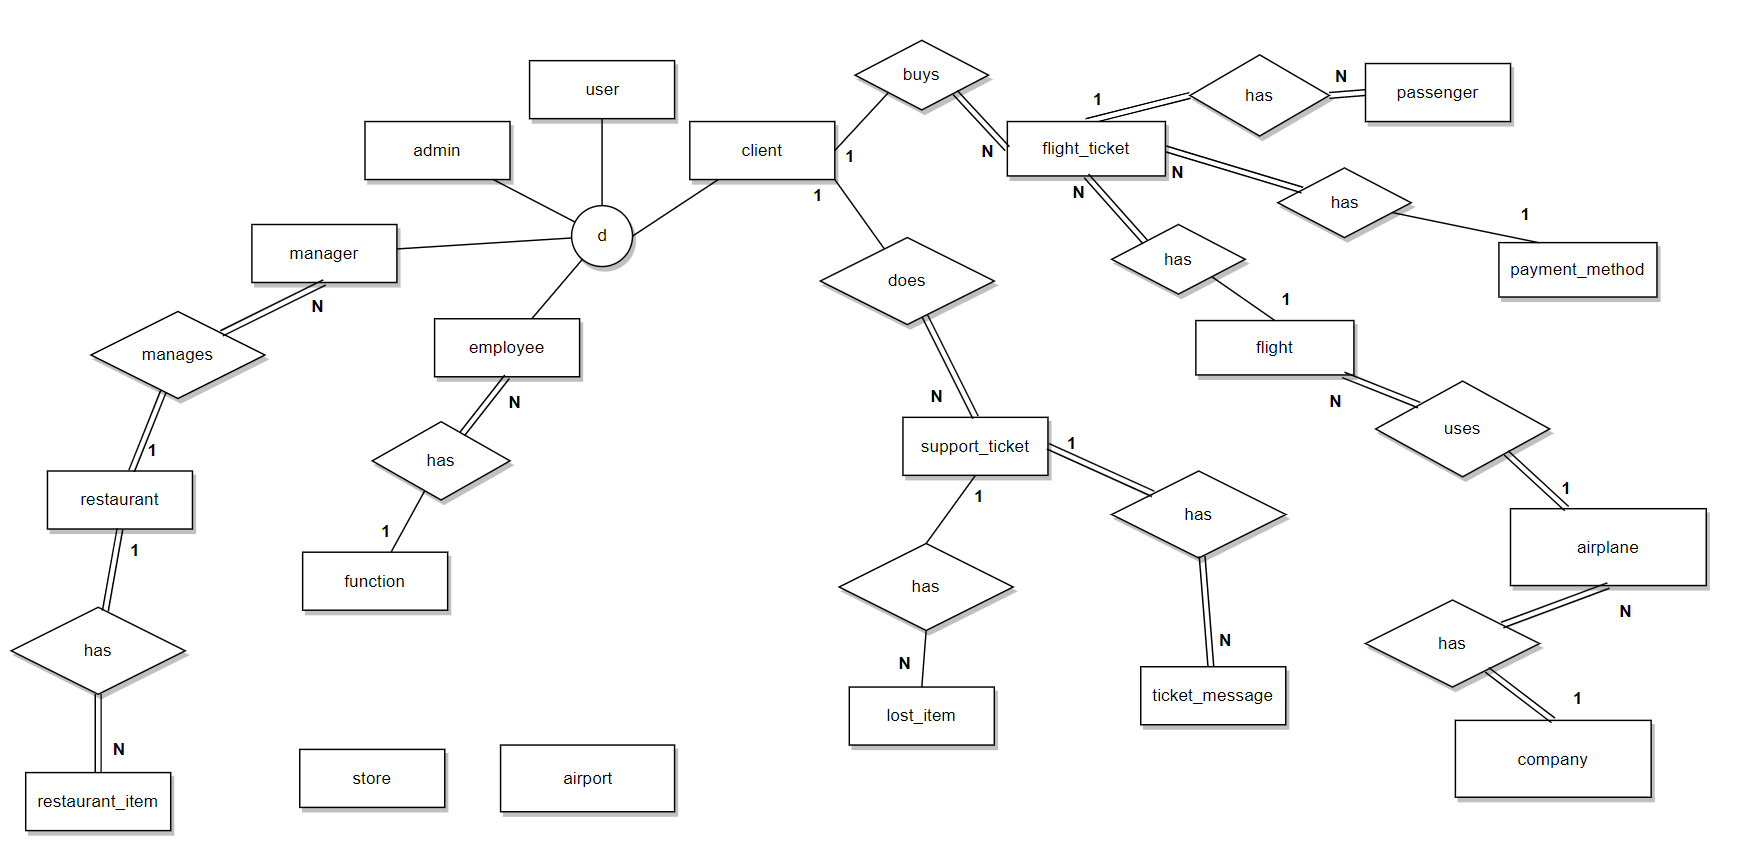 buys
user
N
has
passenger
1
admin
client
1
flight_ticket
N
N
1
N
has
1
manager
d
does
has
payment_method
N
1
manages
employee
flight
N
N
N
uses
1
has
support_ticket
1
restaurant
1
1
has
1
function
airplane
1
has
has
N
has
N
N
ticket_message
1
lost_item
N
store
airport
company
restaurant_item